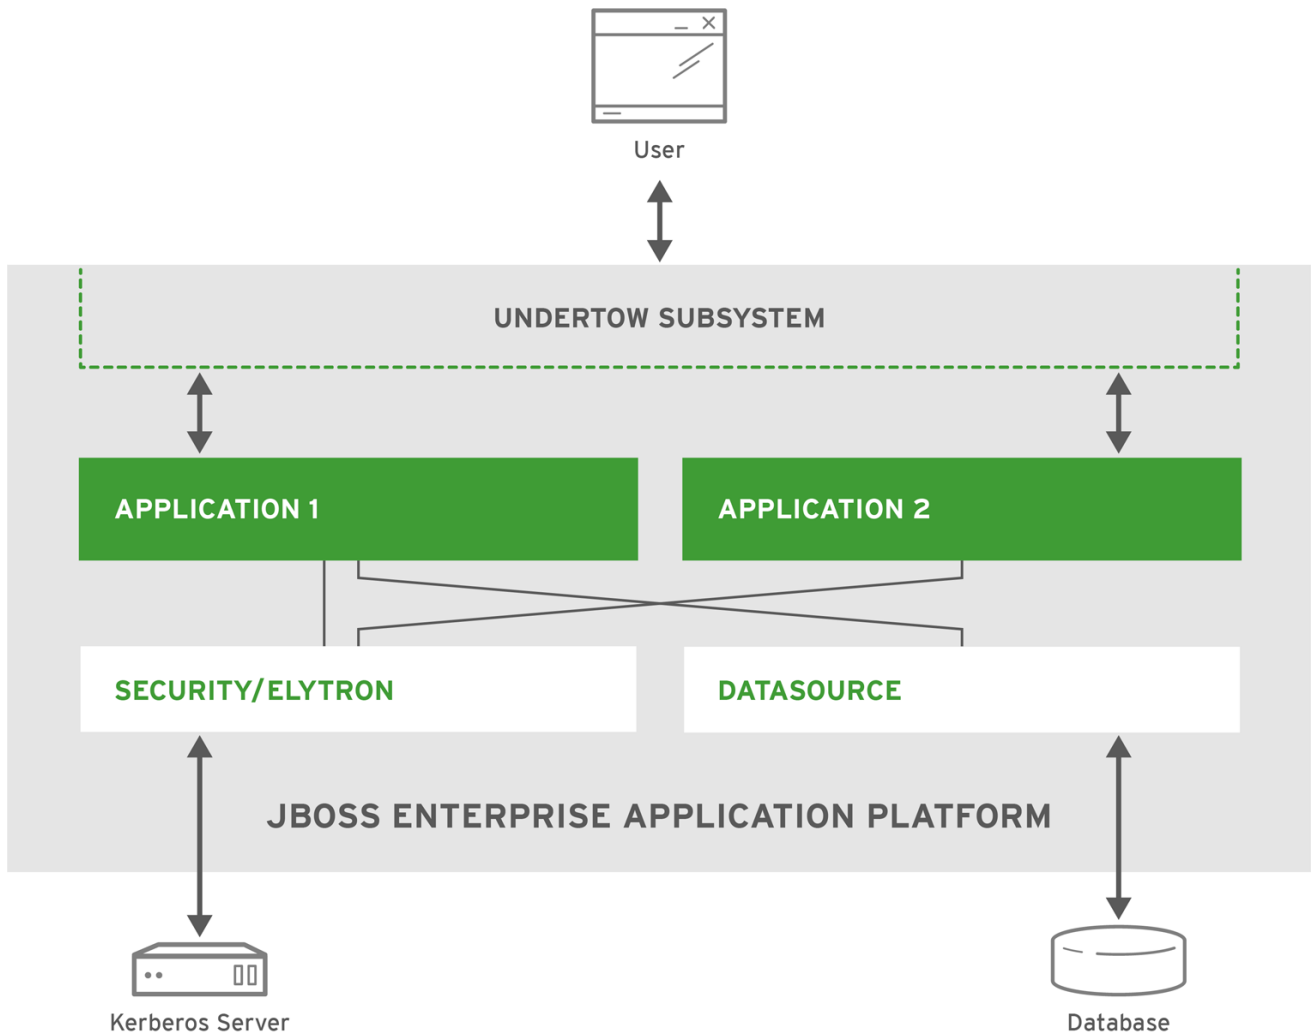 User
UNDERTOW SUBSYSTEM
APPLICATION 1
APPLICATION 2
SECURITY/ELYTRON
DATASOURCE
JBOSS ENTERPRISE APPLICATION PLATFORM
Kerberos Server
Database